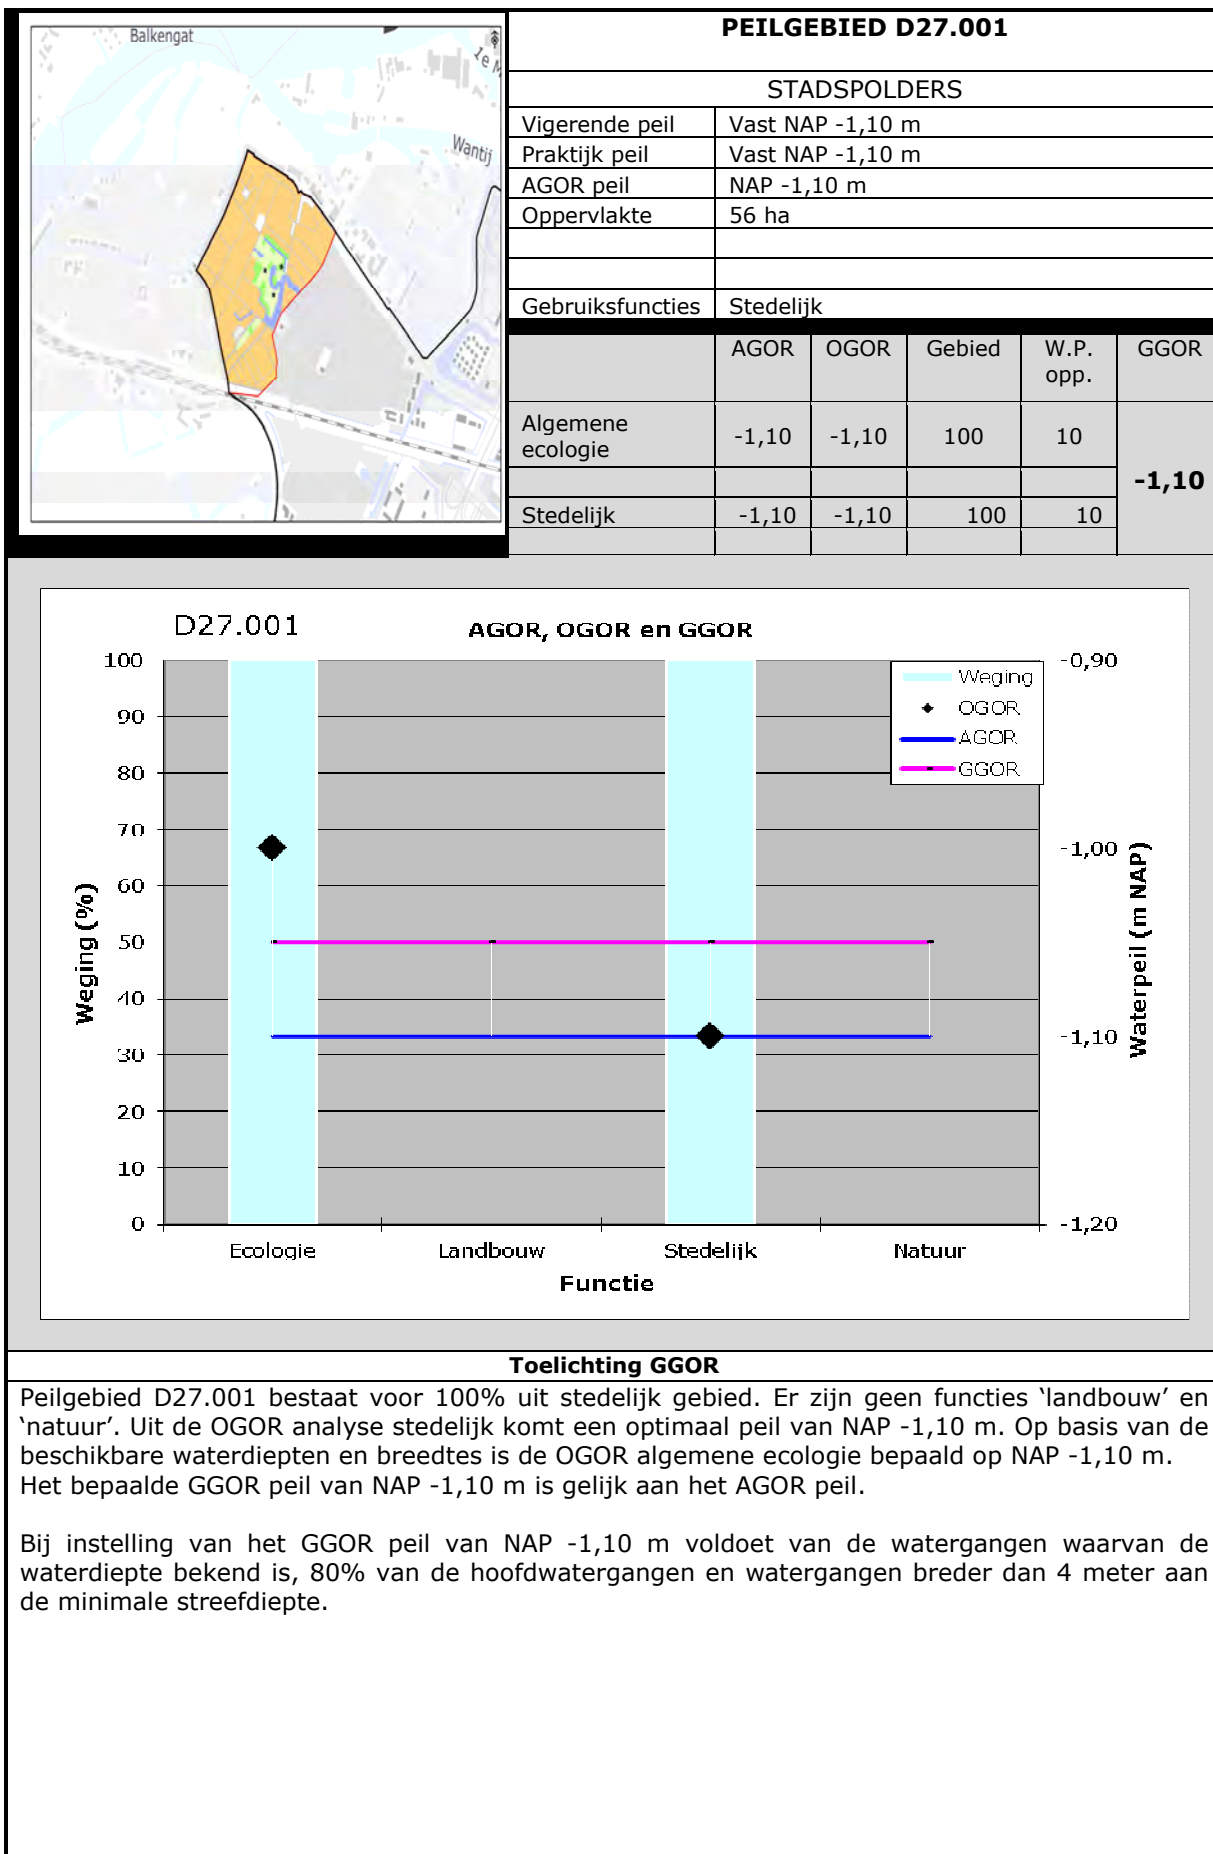 Balkengat
1e M
Wantij
PEILGEBIED D27.001
STADSPOLDERS
Vigerende peil Vast NAP -1,10 m
Praktijk peil Vast NAP -1,10 m
AGOR peil NAP -1,10 m
Oppervlakte 56 ha
Gebruiksfuncties Stedelijk
AGOR OGOR Gebied W.P. opp. GGOR
Algemene ecologie -1,10 -1,10 100 10
-1,10
Stedelijk -1,10 -1,10 100 10
D27.001 AGOR, OGOR en GGOR
100 -0,90
Weging
OGOR
AGOR
GGOR
90
80
70
-1,00
60
50
40
-1,10
30
20
10
0 -1,20
Weging (%)
Waterpeil (m NAP)
Ecologie Landbouw Stedelijk Natuur
Functie
Toelichting GGOR
Peilgebied D27.001 bestaat voor 100% uit stedelijk gebied. Er zijn geen functies ‘landbouw’ en
‘natuur’. Uit de OGOR analyse stedelijk komt een optimaal peil van NAP -1,10 m. Op basis van de
beschikbare waterdiepten en breedtes is de OGOR algemene ecologie bepaald op NAP -1,10 m.
Het bepaalde GGOR peil van NAP -1,10 m is gelijk aan het AGOR peil.
Bij instelling van het GGOR peil van NAP -1,10 m voldoet van de watergangen waarvan de
waterdiepte bekend is, 80% van de hoofdwatergangen en watergangen breder dan 4 meter aan
de minimale streefdiepte.